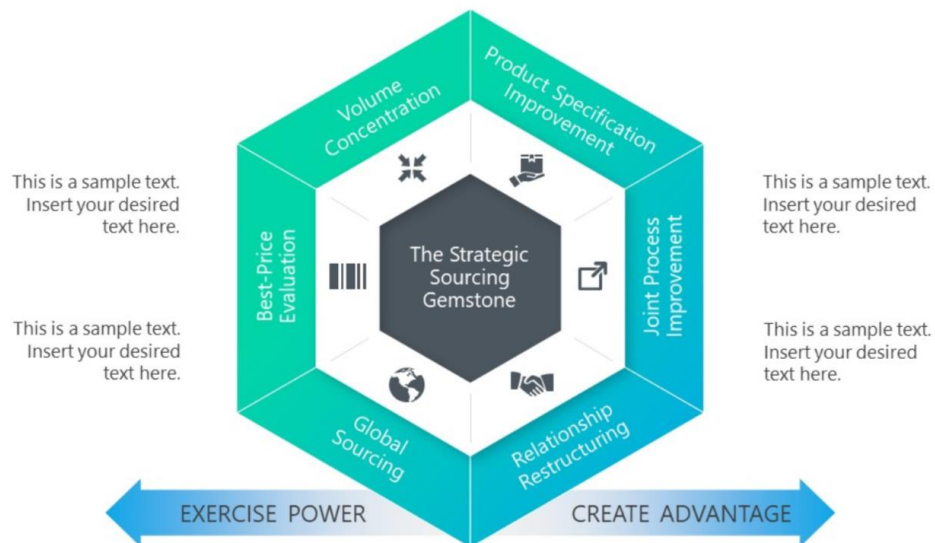 Volume
Concentration
Product Specification
Improvement
This is a sample text.
Insert your desired
text here.
This is a sample text.
Insert your desired
text here.
Best-Price
Evaluation
The Strategic
Sourcing
Gemstone
Joint Process
Improvement
This is a sample text.
Insert your desired
text here.
This is a sample text.
Insert your desired
text here.
Global
Sourcing
Relationship
Restructuring
EXERCISE POWER
CREATE ADVANTAGE